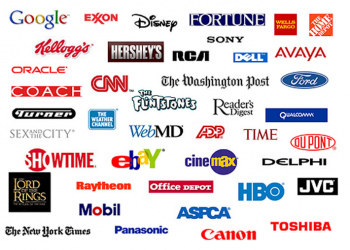 Google
EXXON
Disney
FORTUNE
WELLS
FARGO
THE
HOME
DEPOT
Kellogg's
HERSHEY'S
SONY
RCA
DELL
AVAYA
ORACLE
COACH
CNN
The Washington Post
Ford
THE
FLINTSTONES
Turner
THE
WEATHER
CHANNEL
Reader's
Digest
QUALCOMM
SEX AND THE CITY
WebMD
ADP
TIME
DUPONT
SHOWTIME
ebaY
cinemax
DELPHI
THE
LORD
OF THE
RINGS
Raytheon
Office DEPOT
HBO
JVC
Mobil
ASPCA
The New York Times
Panasonic
Canon
TOSHIBA